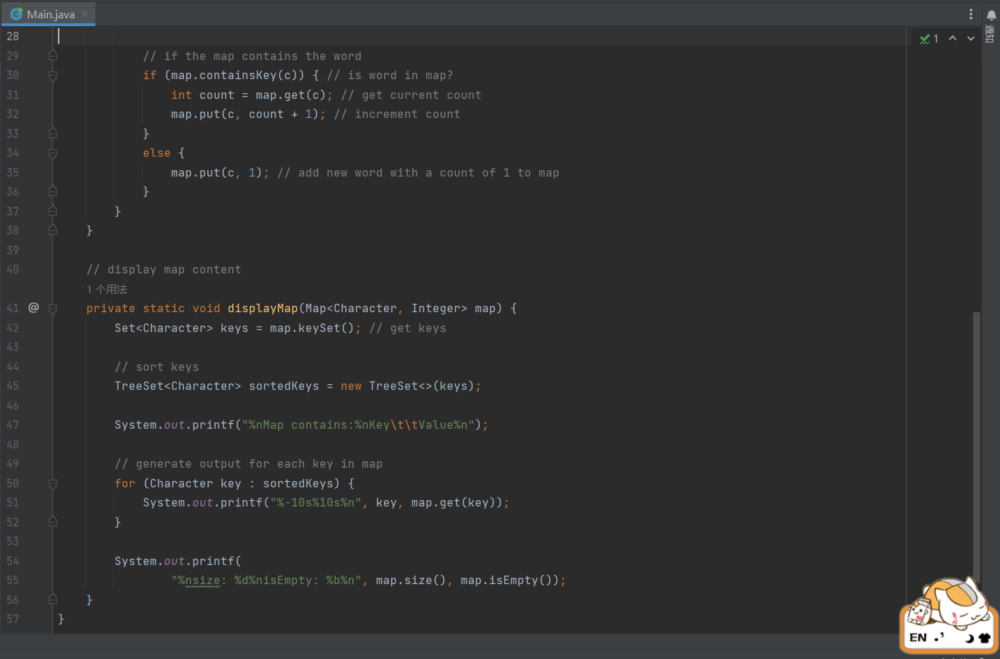 Main.java
通知
28
1
29 // if the map contains the word
30 if (map.containsKey(c)) { // is word in map?
31 int count = map.get(c); // get current count
32 map.put(c, count + 1); // increment count
33 }
34 else {
35 map.put(c, 1); // add new word with a count of 1 to map
36 }
37 }
38 }
39
40 // display map content
1 个用法
41 @ private static void displayMap(Map<Character, Integer> map) {
42 Set<Character> keys = map.keySet(); // get keys
43
44 // sort keys
45 TreeSet<Character> sortedKeys = new TreeSet<>(keys);
46
47 System.out.printf("%nMap contains:%nKey\t\tValue%n");
48
49 // generate output for each key in map
50 for (Character key : sortedKeys) {
51 System.out.printf("%-10s%10s%n", key, map.get(key));
52 }
53
54 System.out.printf(
55 "%nsize: %d%nisEmpty: %b%n", map.size(), map.isEmpty());
56 }
57 }
EN